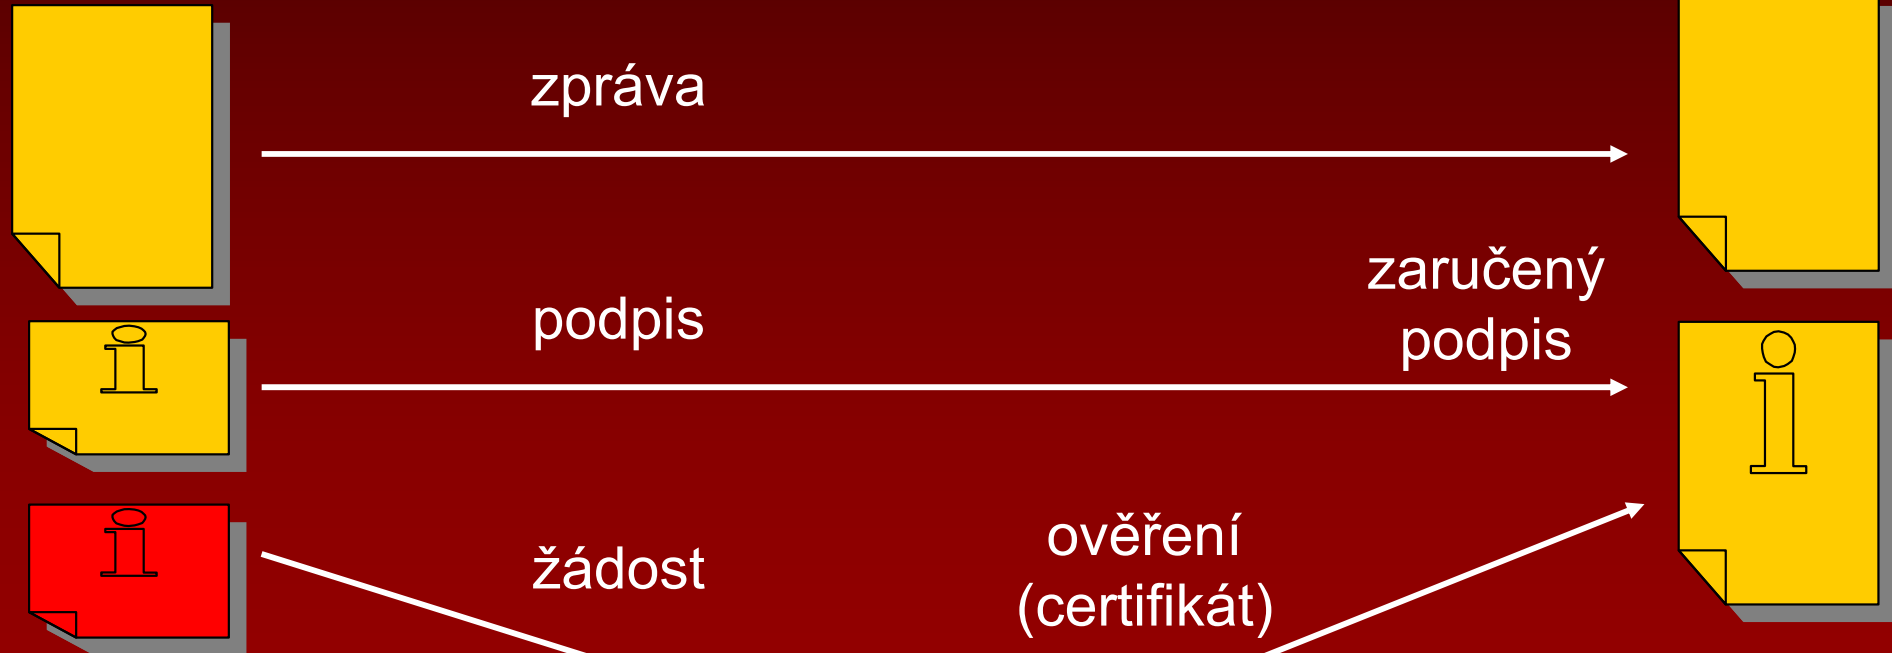 zpráva
zaručený
podpis
podpis
žádost
ověření
(certifikát)